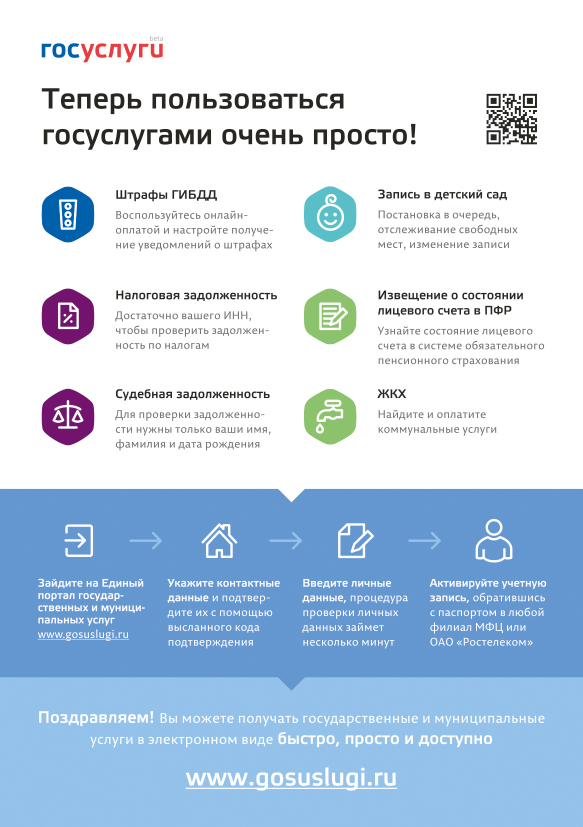 госуслуги
beta
Теперь пользоваться
госуслугами очень просто!
Штрафы ГИБДД
Воспользуйтесь онлайн-
оплатой и настройте получе-
ние уведомлений о штрафах
Запись в детский сад
Постановка в очередь,
отслеживание свободных
мест, изменение записи
Налоговая задолженность
Достаточно вашего ИНН,
чтобы проверить задолжен-
ность по налогам
Извещение о состоянии
лицевого счета в ПФР
Узнайте состояние лицевого
счета в системе обязательного
пенсионного страхования
Судебная задолженность
Для проверки задолженно-
сти нужны только ваши имя,
фамилия и дата рождения
ЖКХ
Найдите и оплатите
коммунальные услуги
Зайдите на Единый
портал государ-
ственных и муници-
пальных услуг
www.gosuslugi.ru
Укажите контактные
данные и подтвер-
дите их с помощью
высланного кода
подтверждения
Введите личные
данные, процедура
проверки личных
данных займет
несколько минут
Активируйте учетную
запись, обратившись
с паспортом в любой
филиал МФЦ или
ОАО «Ростелеком»
Поздравляем! Вы можете получать государственные и муниципальные
услуги в электронном виде быстро, просто и доступно
www.gosuslugi.ru